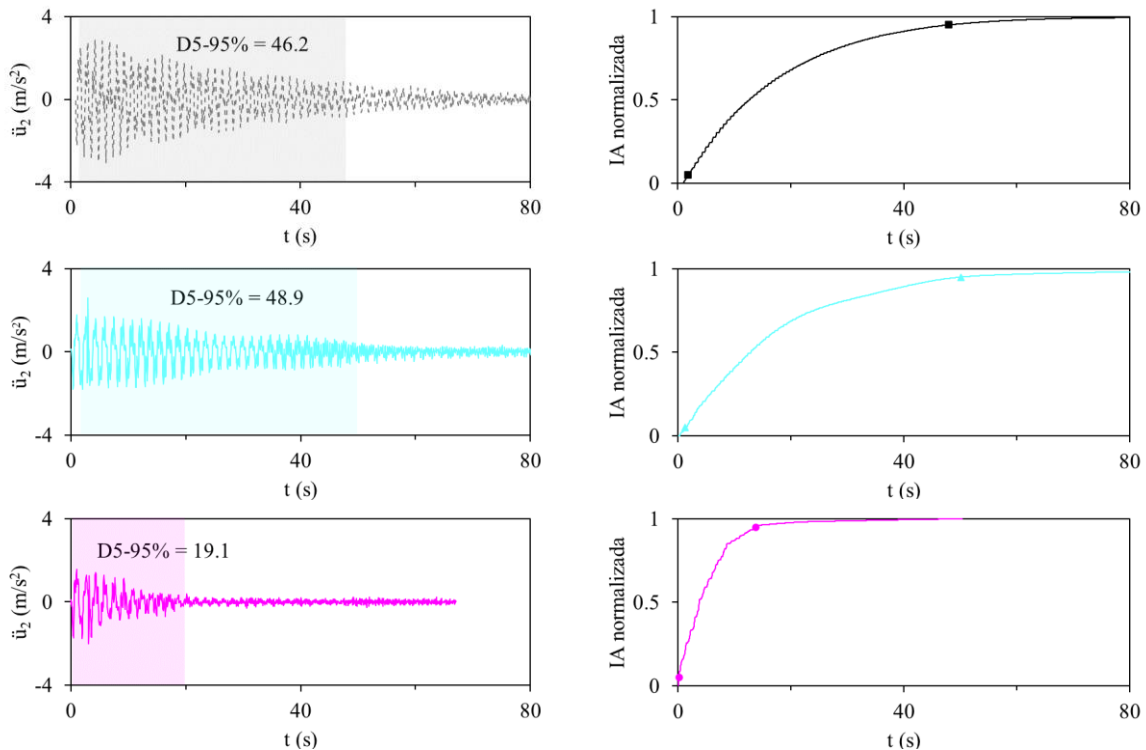 4
D5-95% = 46.2
ü₂ (m/s²)
0
-4
0 40 80
t (s)
1
IA normalizada
0.5
0
0 40 80
t (s)
4
D5-95% = 48.9
ü₂ (m/s²)
0
-4
0 40 80
t (s)
1
IA normalizada
0.5
0
0 40 80
t (s)
4
D5-95% = 19.1
ü₂ (m/s²)
0
-4
0 40 80
t (s)
1
IA normalizada
0.5
0
0 40 80
t (s)